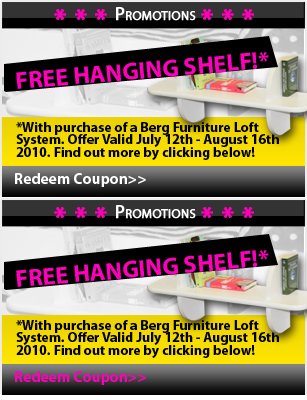 * * * PROMOTIONS * * *
FREE HANGING SHELF!*
*With purchase of a Berg Furniture Loft
System. Offer Valid July 12th - August 16th
2010. Find out more by clicking below!
Redeem Coupon>>
* * * PROMOTIONS * * *
FREE HANGING SHELF!*
*With purchase of a Berg Furniture Loft
System. Offer Valid July 12th - August 16th
2010. Find out more by clicking below!
Redeem Coupon>>